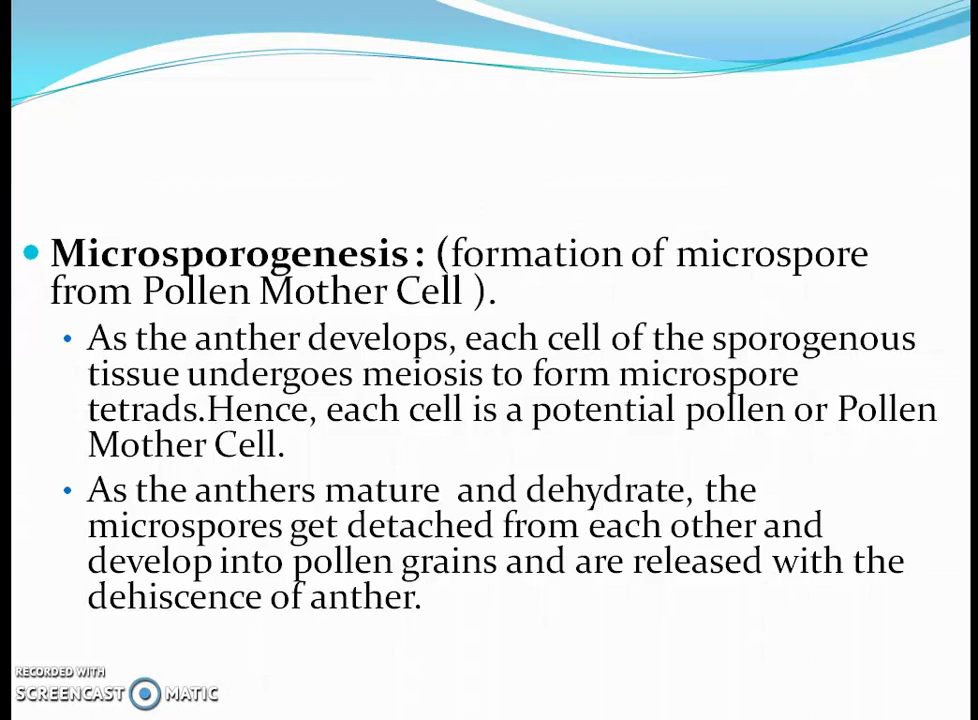 Microsporogenesis : (formation of microspore
from Pollen Mother Cell ).
As the anther develops, each cell of the sporogenous
tissue undergoes meiosis to form microspore
tetrads.Hence, each cell is a potential pollen or Pollen
Mother Cell.
As the anthers mature and dehydrate, the
microspores get detached from each other and
develop into pollen grains and are released with the
dehiscence of anther.
RECORDED WITH
SCREENCAST MATIC